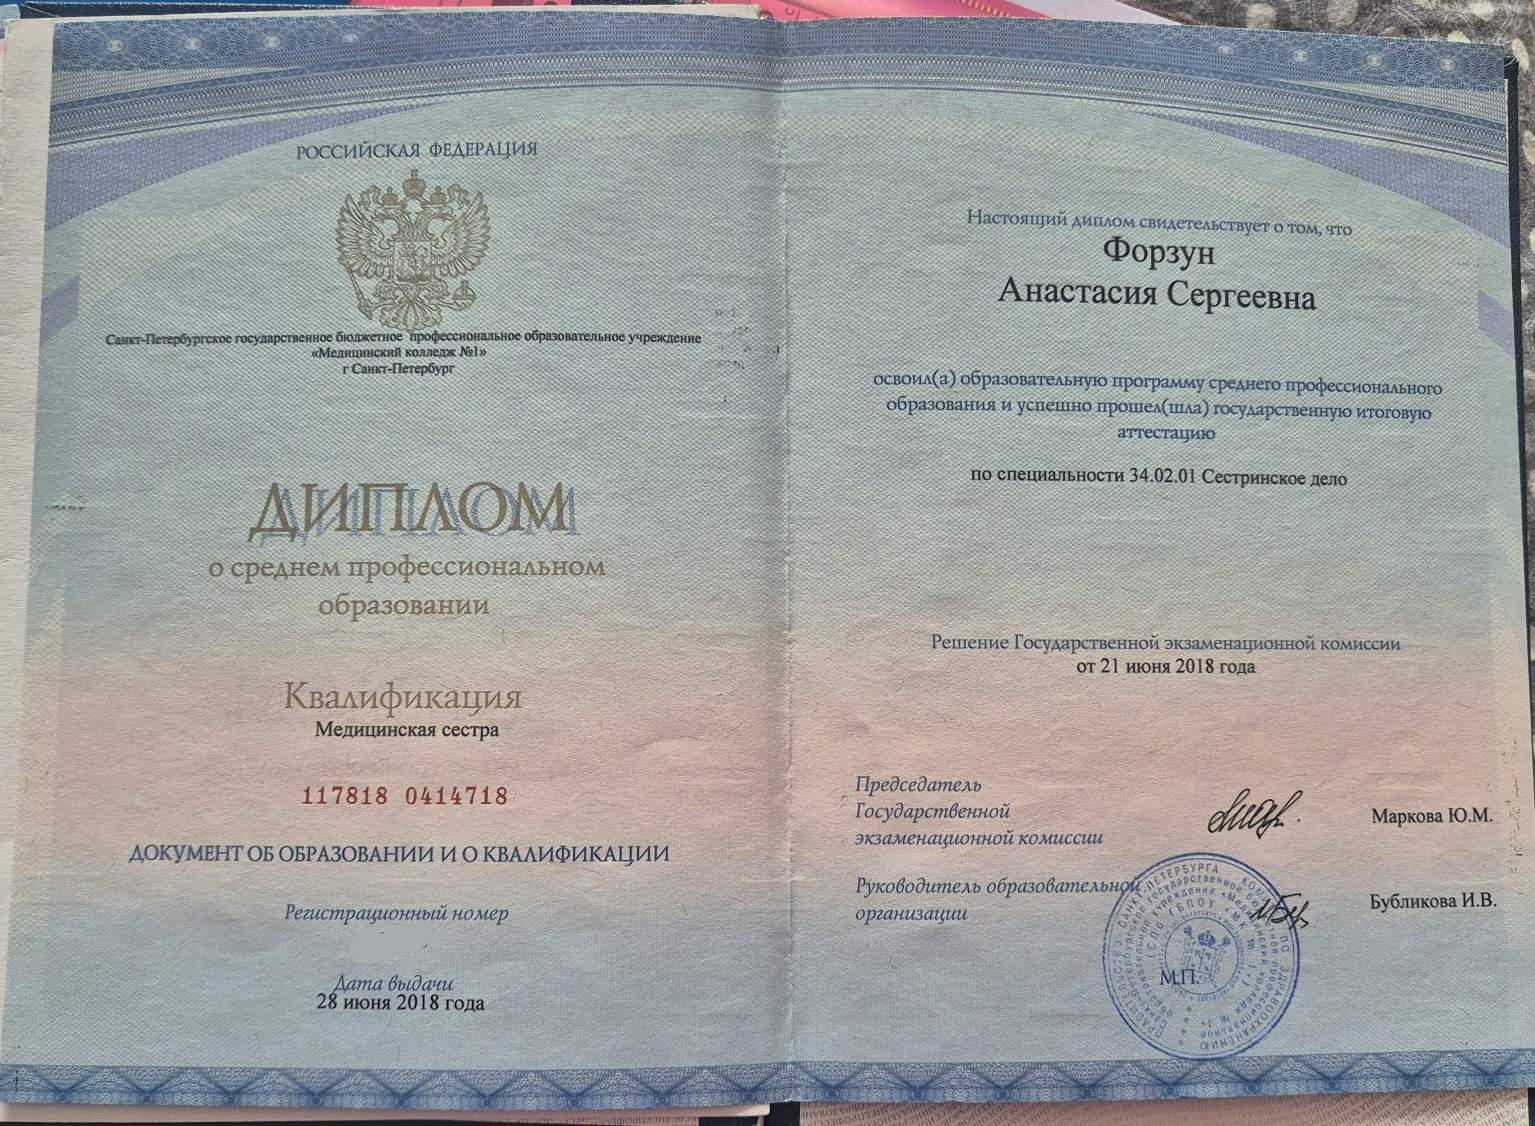 РОССИЙСКАЯ ФЕДЕРАЦИЯ
Санкт-Петербургское государственное бюджетное профессиональное образовательное учреждение
«Медицинский колледж №1»
г Санкт-Петербург
ДИПЛОМ
о среднем профессиональном
образовании
Квалификация
Медицинская сестра
117818 0414718
ДОКУМЕНТ ОБ ОБРАЗОВАНИИ И О КВАЛИФИКАЦИИ
Регистрационный номер
Дата выдачи
28 июня 2018 года
Настоящий диплом свидетельствует о том, что
Форзун
Анастасия Сергеевна
освоил(а) образовательную программу среднего профессионального
образования и успешно прошел(шла) государственную итоговую
аттестацию
по специальности 34.02.01 Сестринское дело
Решение Государственной экзаменационной комиссии
от 21 июня 2018 года
Председатель
Государственной
экзаменационной комиссии
Маркова Ю.М.
Руководитель образовательной
организации
Бубликова И.В.
М.П.